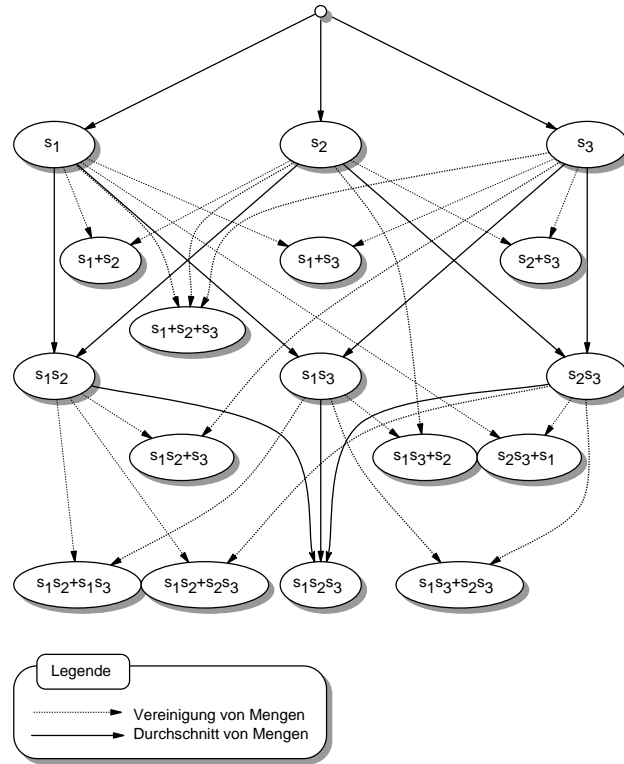 s1 s2 s3
s1+s2 s1+s3 s2+s3
s1+s2+s3
s1s2 s1s3 s2s3
s1s2+s3 s1s3+s2 s2s3+s1
s1s2+s1s3 s1s2+s2s3 s1s2s3 s1s3+s2s3
Legende
Vereinigung von Mengen
Durchschnitt von Mengen